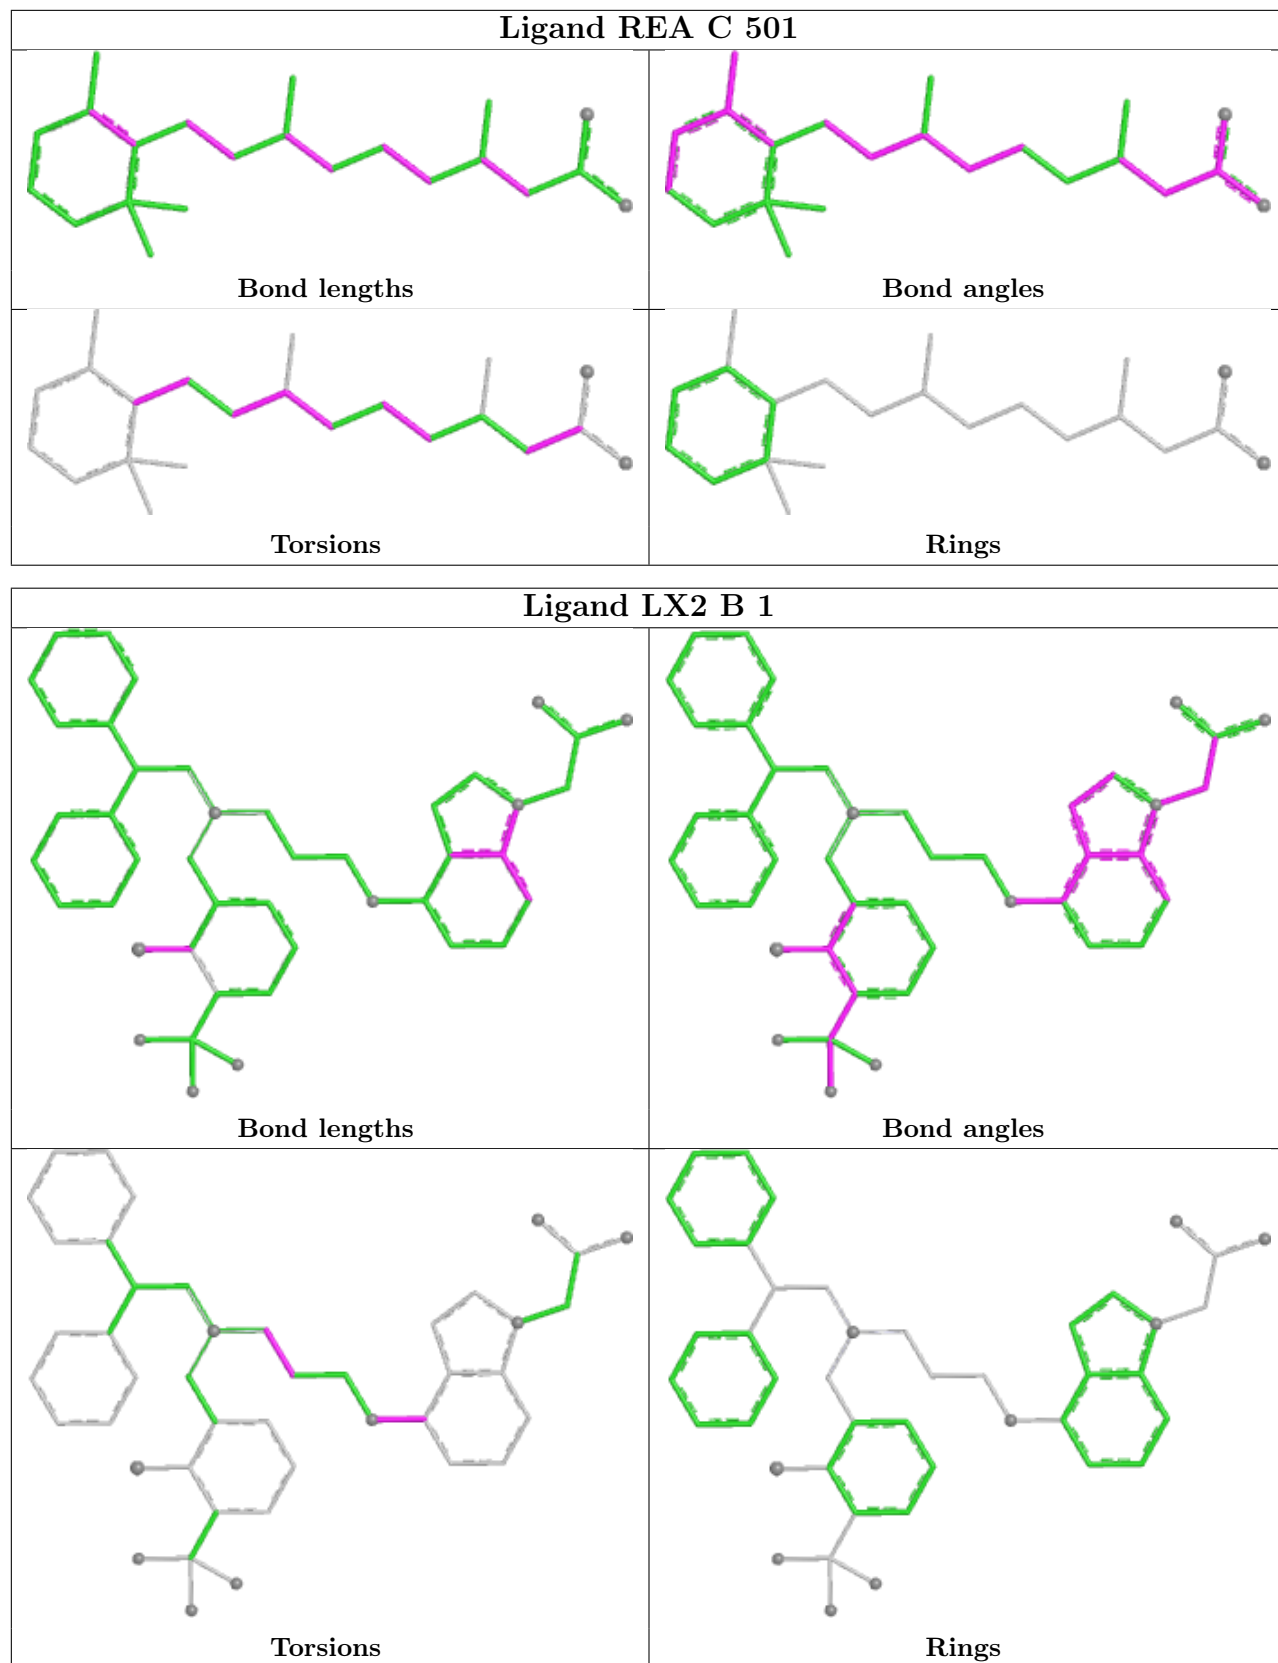 Ligand REA C 501
Bond lengths
Bond angles
Torsions
Rings
Ligand LX2 B 1
Bond lengths
Bond angles
Torsions
Rings